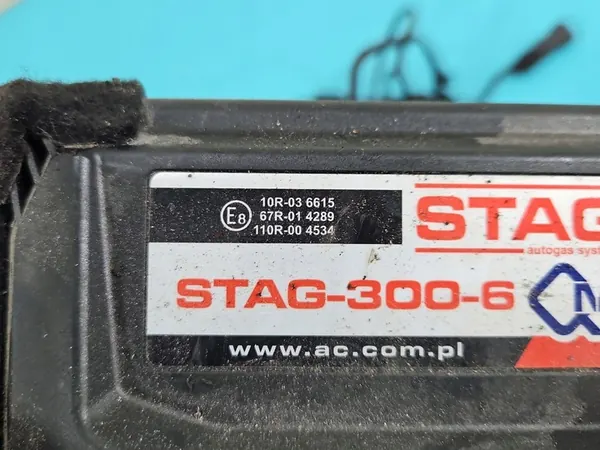 E8
10R-03 6615
67R-01 4289
110R-00 4534
STAG
autogas
STAG-300-6
www.ac.com.pl